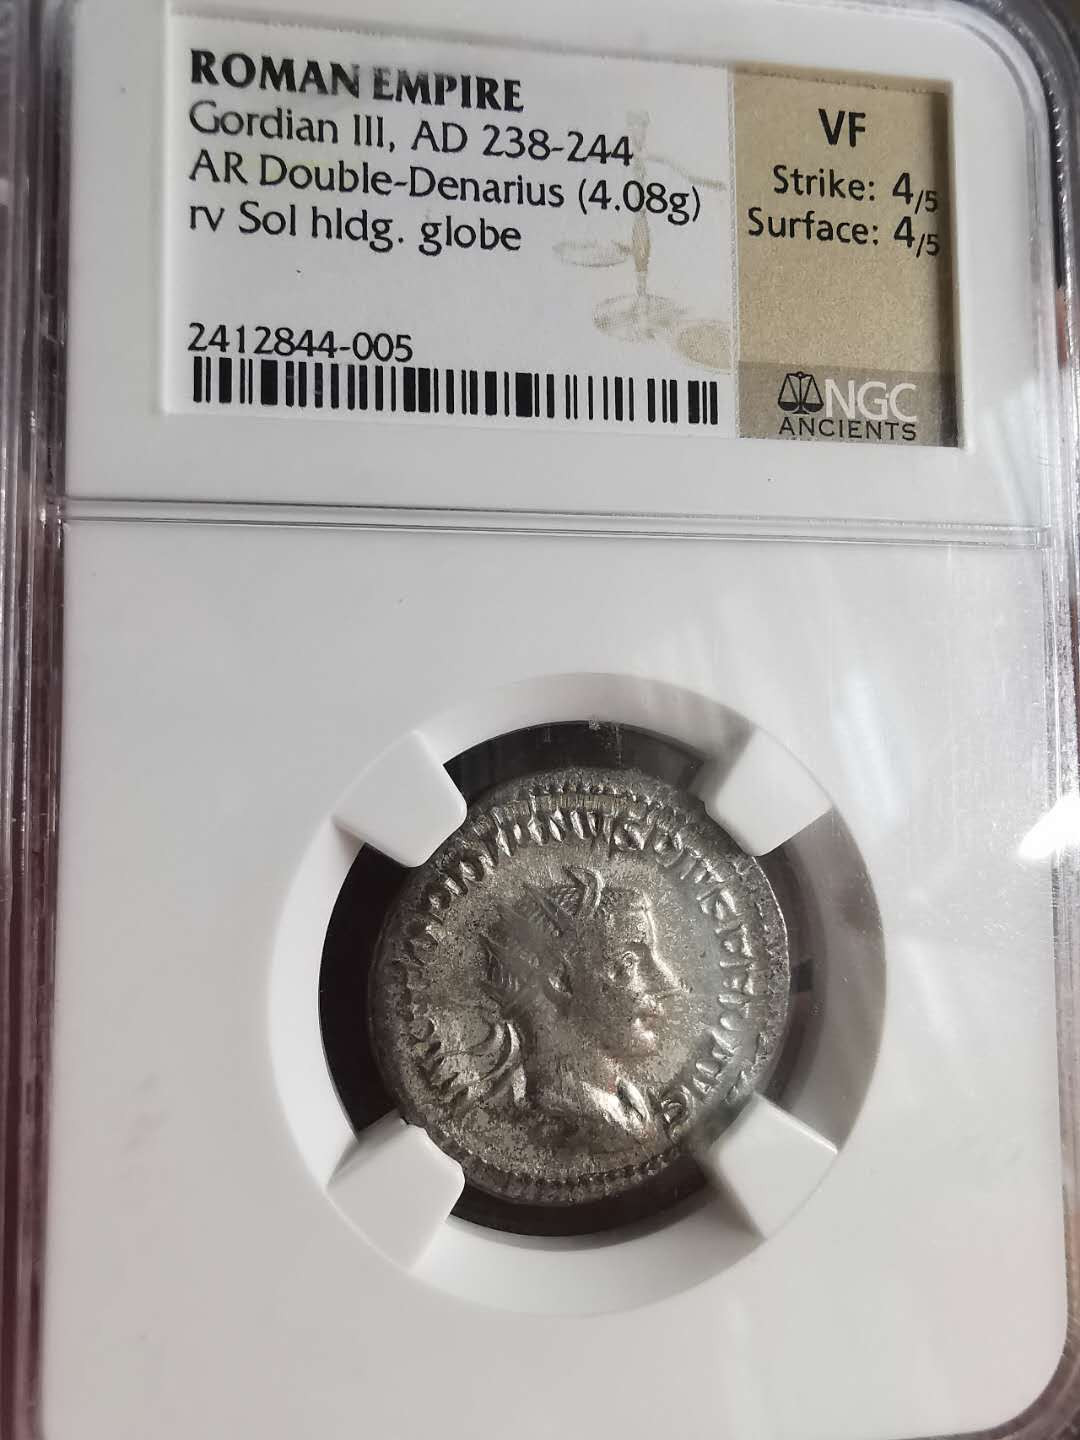 ROMAN EMPIRE
Gordian III, AD 238-244
AR Double-Denarius (4.08g)
rv Sol hldg. globe
2412844-005
VF
Strike: 4/5
Surface: 4/5
NGC
ANCIENTS